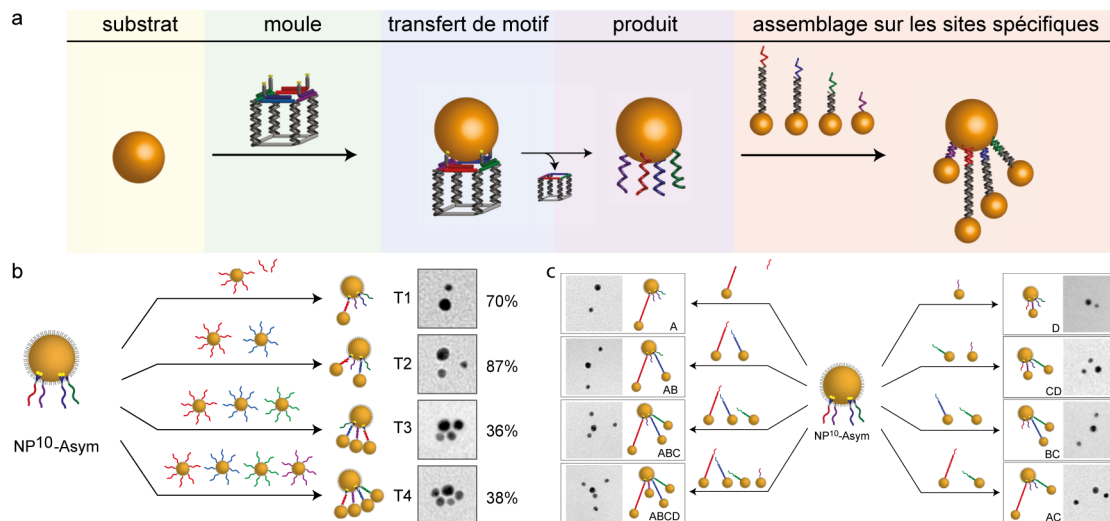 a
substrat moule transfert de motif produit assemblage sur les sites spécifiques
b
T1 70%
T2 87%
T3 36%
T4 38%
NP10-Asym
c
A
AB
ABC
ABCD
NP10-Asym
D
CD
BC
AC